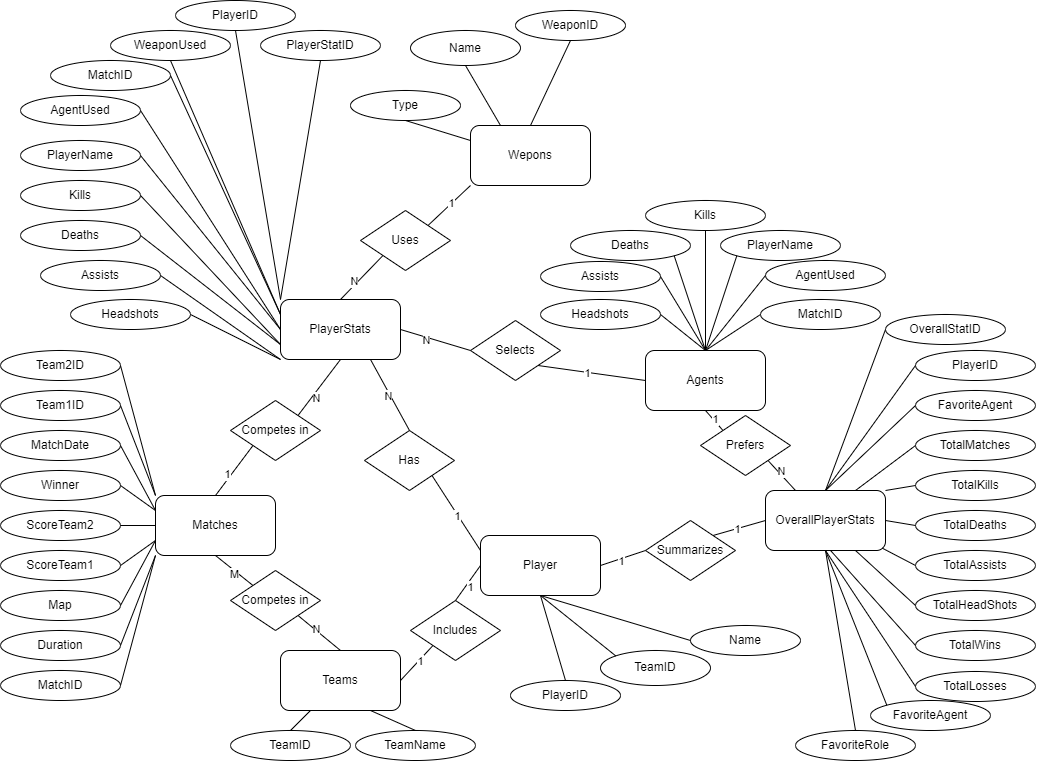 PlayerID
WeaponUsed
PlayerStatID
MatchID
AgentUsed
PlayerName
Kills
Deaths
Assists
Headshots
WeaponID
Name
Type
Wepons
1
Uses
N
PlayerStats
N
Selects
1
Kills
Deaths
PlayerName
Assists
AgentUsed
Headshots
MatchID
Agents
1
Prefers
N
OverallStatID
PlayerID
FavoriteAgent
TotalMatches
TotalKills
TotalDeaths
TotalAssists
TotalHeadShots
TotalWins
TotalLosses
FavoriteAgent
FavoriteRole
OverallPlayerStats
1
Summarizes
1
Player
Name
TeamID
PlayerID
N
Has
1
N
Competes in
1
Team2ID
Team1ID
MatchDate
Winner
ScoreTeam2
ScoreTeam1
Map
Duration
MatchID
Matches
M
Competes in
N
1
Includes
1
Teams
TeamID
TeamName